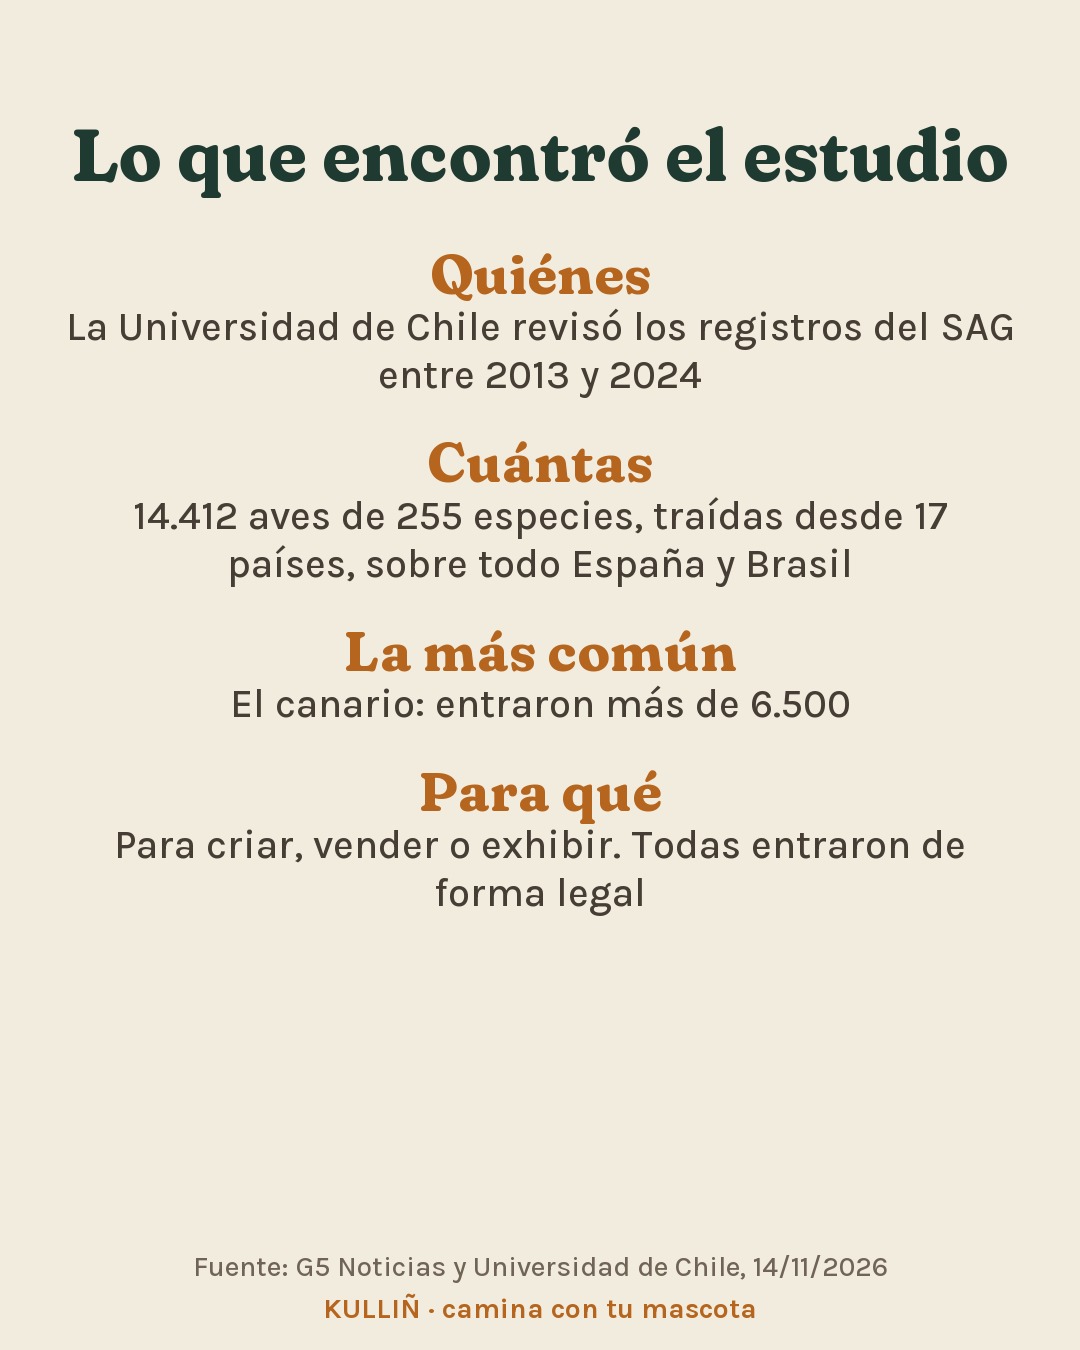 Lo que encontró el estudio
Quiénes
La Universidad de Chile revisó los registros del SAG
entre 2013 y 2024
Cuántas
14.412 aves de 255 especies, traídas desde 17
países, sobre todo España y Brasil
La más común
El canario: entraron más de 6.500
Para qué
Para criar, vender o exhibir. Todas entraron de
forma legal
Fuente: G5 Noticias y Universidad de Chile, 14/11/2026
KULLIÑ · camina con tu mascota